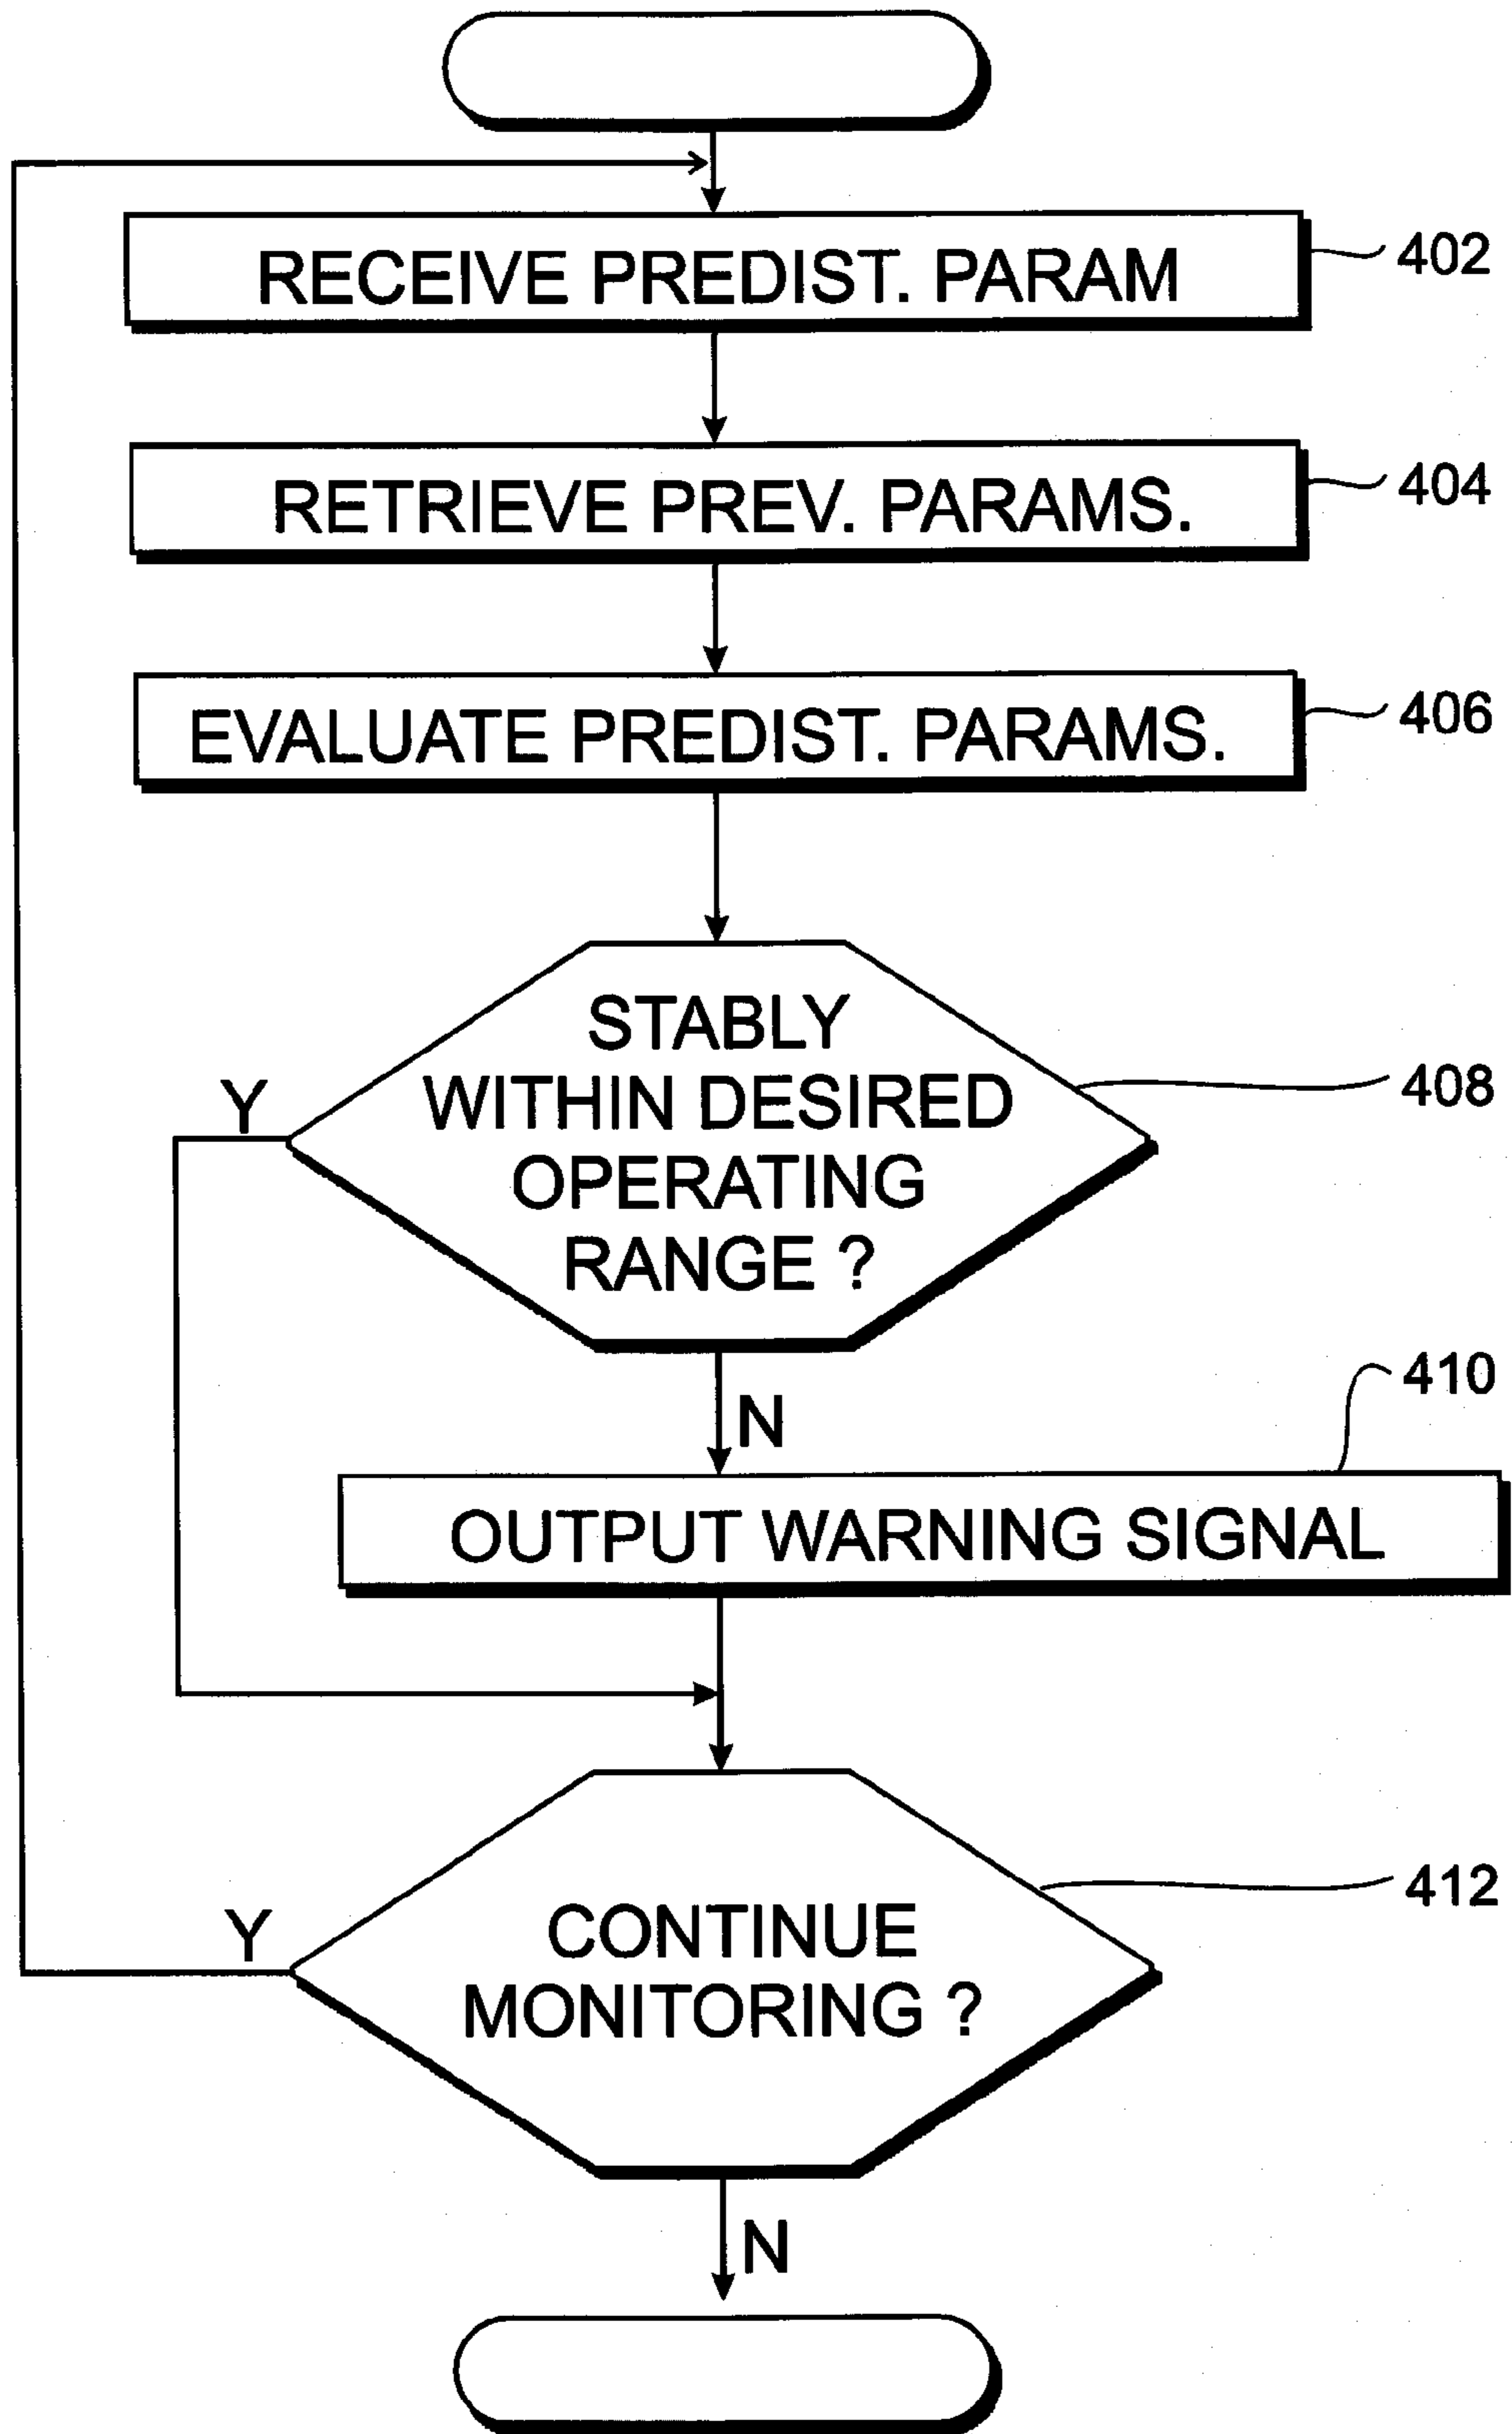 RECEIVE PREDIST. PARAM
402
RETRIEVE PREV. PARAMS.
404
EVALUATE PREDIST. PARAMS.
406
STABLY
WITHIN DESIRED
OPERATING
RANGE ?
408
Y
N
410
OUTPUT WARNING SIGNAL
412
Y
CONTINUE
MONITORING ?
N